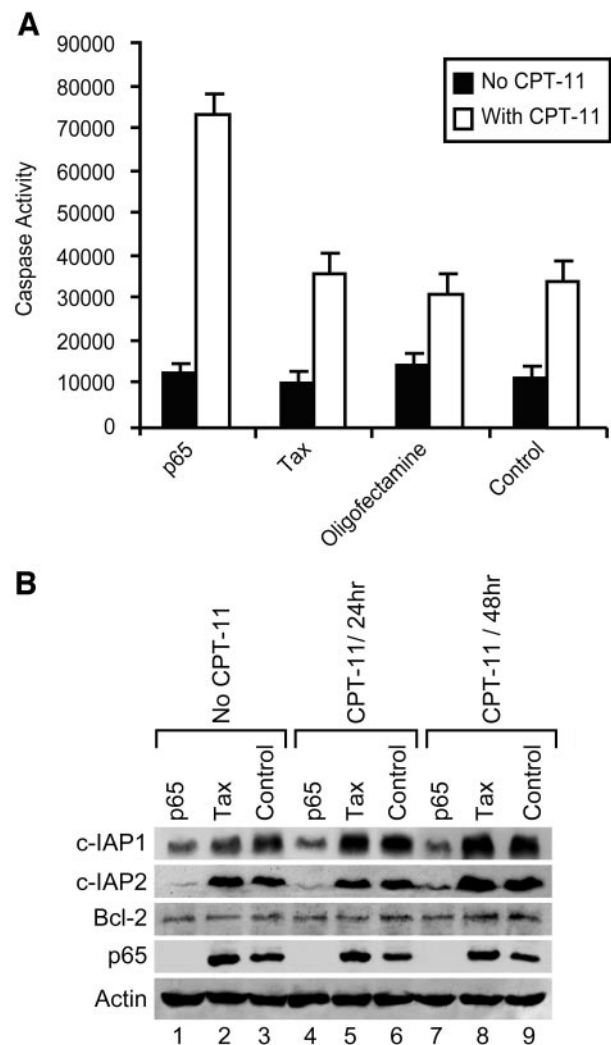 A
90000
80000
70000
60000
50000
40000
30000
20000
10000
0
Caspase Activity
No CPT-11
With CPT-11
p65
Tax
Oligofectamine
Control
B
No CPT-11
CPT-11/ 24hr
CPT-11 / 48hr
p65 Tax Control p65 Tax Control p65 Tax Control
c-IAP1
c-IAP2
Bcl-2
p65
Actin
1 2 3 4 5 6 7 8 9